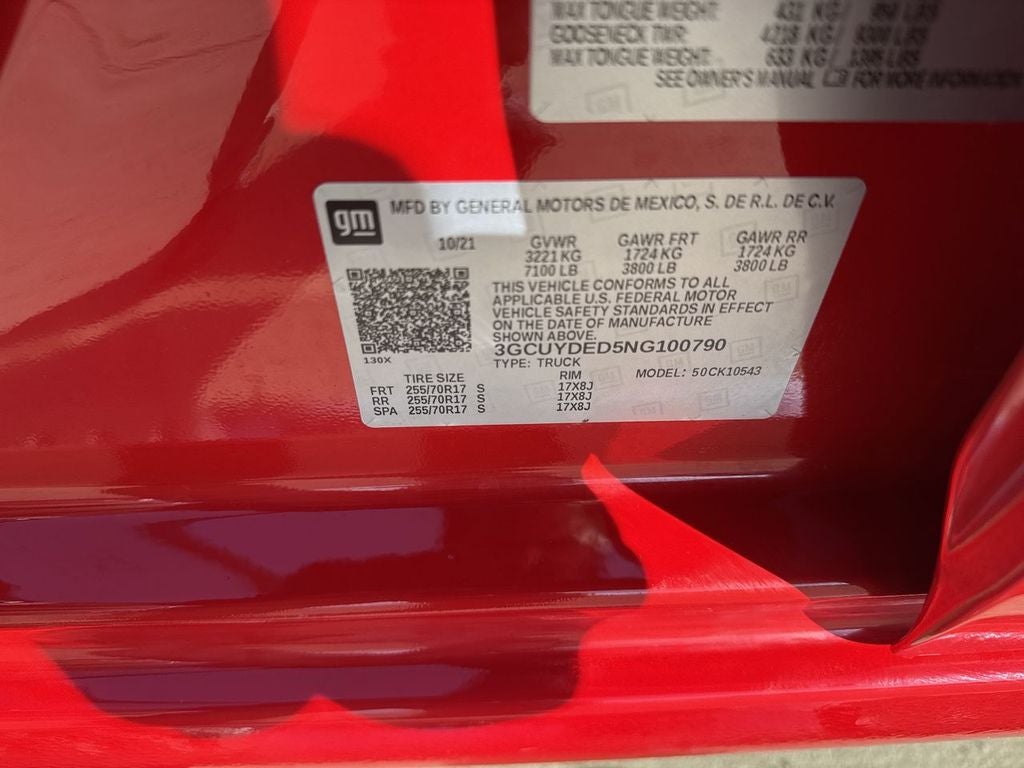 MAX TONGUE WEIGHT: 431 KG/ LBS
GOOSENECK TWR: 4218 KG/ 9300 LBS
MAX TONGUE WEIGHT: 633 KG/ 1395 LBS
SEE OWNER'S MANUAL FOR MORE INFORMATION
gm
MFD BY GENERAL MOTORS DE MEXICO, S. DE R.L. DE C.V.
10/21 GVWR GAWR FRT GAWR RR
3221 KG 1724 KG 1724 KG
7100 LB 3800 LB 3800 LB
THIS VEHICLE CONFORMS TO ALL
APPLICABLE U.S. FEDERAL MOTOR
VEHICLE SAFETY STANDARDS IN EFFECT
ON THE DATE OF MANUFACTURE
SHOWN ABOVE.
3GCUYDED5NG100790
130X
TYPE: TRUCK
TIRE SIZE RIM MODEL: 50CK10543
FRT 255/70R17 S 17X8J
RR 255/70R17 S 17X8J
SPA 255/70R17 S 17X8J